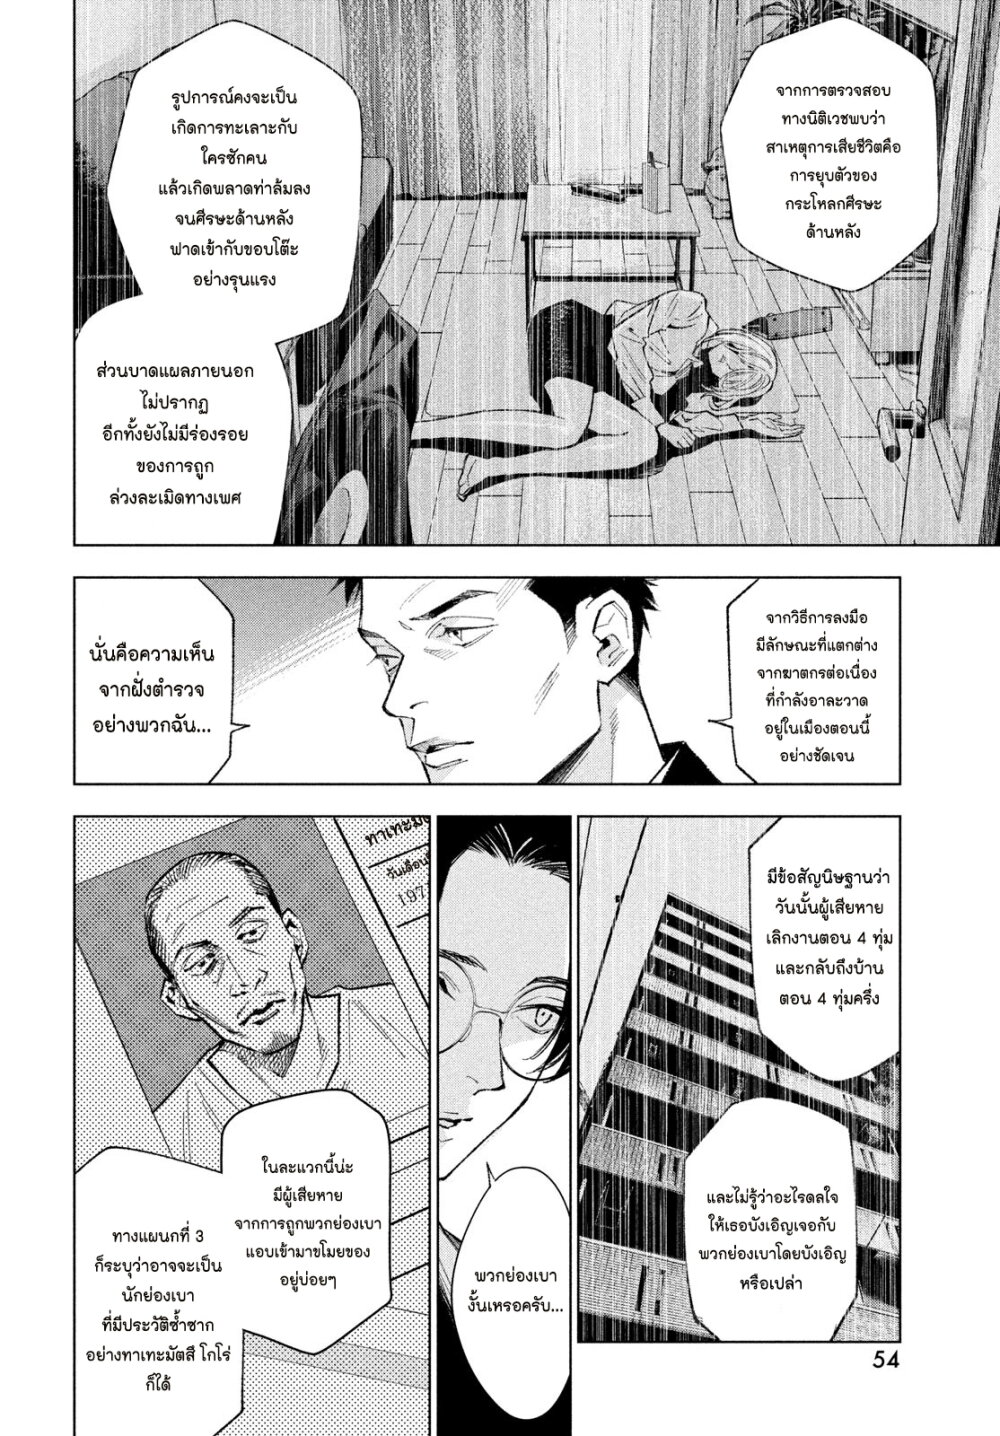 จากการตรวจสอบ
ทางนิติเวชพบว่า
สาเหตุการเสียชีวิตคือ
การยุบตัวของ
กระโหลกศีรษะ
ด้านหลัง
รูปการณ์คงจะเป็น
เกิดการทะเลาะกับ
ใครซักคน
แล้วเกิดพลาดท่าล้มลง
จนศีรษะด้านหลัง
ฟาดเข้ากับขอบโต๊ะ
อย่างรุนแรง
ส่วนบาดแผลภายนอก
ไม่ปรากฏ
อีกทั้งยังไม่มีร่องรอย
ของการถูก
ล่วงละเมิดทางเพศ
จากวิธีการลงมือ
มีลักษณะที่แตกต่าง
จากฆาตกรต่อเนื่อง
ที่กำลังอาละวาด
อยู่ในเมืองตอนนี้
อย่างชัดเจน
นั่นคือความเห็น
จากฝั่งตำรวจ
อย่างพวกฉัน...
มีข้อสัญนิษฐานว่า
วันนั้นผู้เสียหาย
เลิกงานตอน 4 ทุ่ม
และกลับถึงบ้าน
ตอน 4 ทุ่มครึ่ง
และไม่รู้ว่าอะไรดลใจ
ให้เธอบังเอิญเจอกับ
พวกย่องเบาโดยบังเอิญ
หรือเปล่า
พวกย่องเบา
งั้นเหรอครับ...
ทาเทะมัตสึ
วันเดือนปี
197
ในละแวกนี้น่ะ
มีผู้เสียหาย
จากการถูกพวกย่องเบา
แอบเข้ามาขโมยของ
อยู่บ่อยๆ
ทางแผนกที่ 3
ก็ระบุว่าอาจจะเป็น
นักย่องเบา
ที่มีประวัติซ้ำซาก
อย่างทาเทะมัตสึ โกโร่
ก็ได้
54